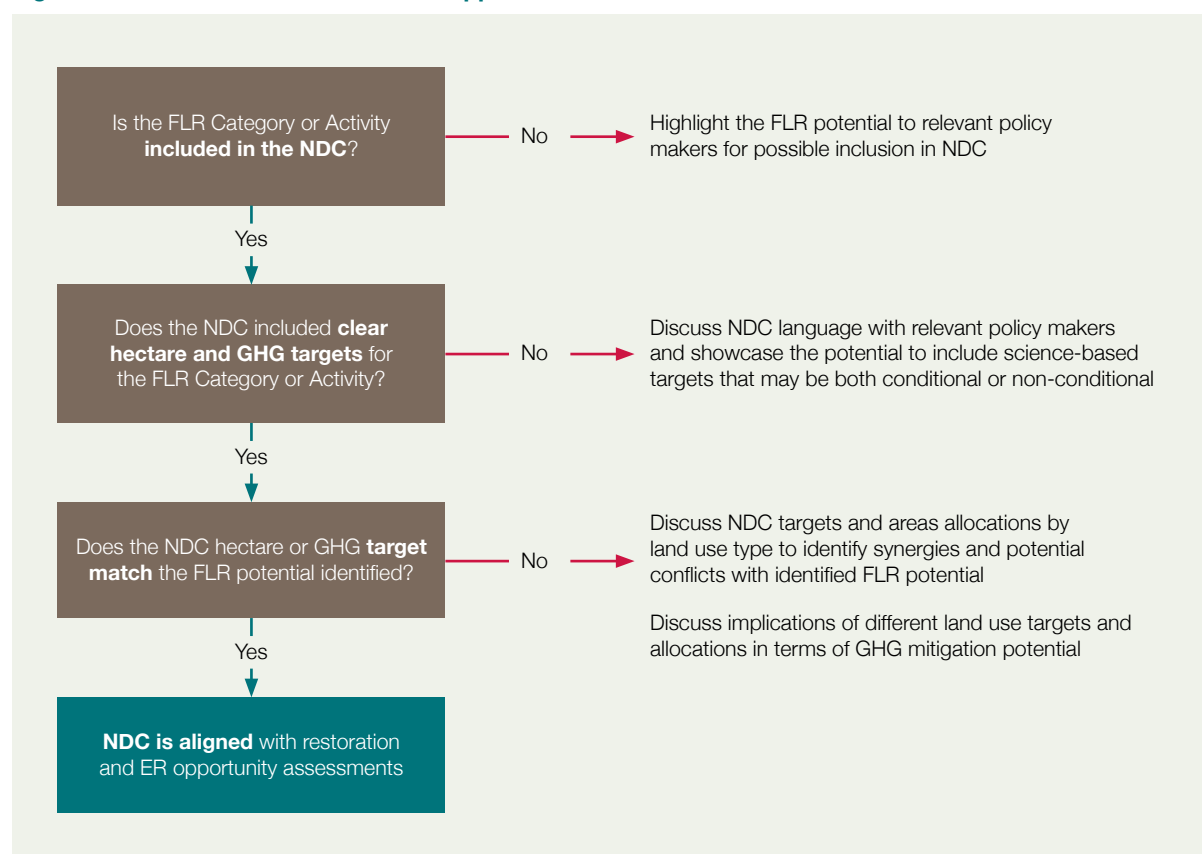 Is the FLR Category or Activity
included in the NDC?
No
Highlight the FLR potential to relevant policy
makers for possible inclusion in NDC
Yes
Does the NDC included clear
hectare and GHG targets for
the FLR Category or Activity?
No
Discuss NDC language with relevant policy makers
and showcase the potential to include science-based
targets that may be both conditional or non-conditional
Yes
Does the NDC hectare or GHG target
match the FLR potential identified?
No
Discuss NDC targets and areas allocations by
land use type to identify synergies and potential
conflicts with identified FLR potential
Discuss implications of different land use targets and
allocations in terms of GHG mitigation potential
Yes
NDC is aligned with restoration
and ER opportunity assessments